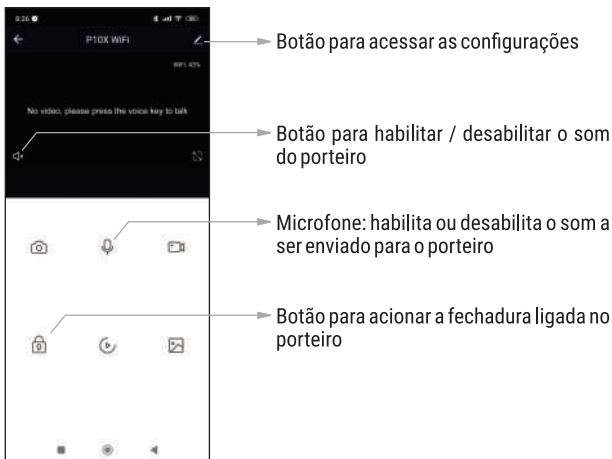 8:26
P10X WiFi
Botão para acessar as configurações
WIFI: 43%
No video, please press the voice key to talk
Botão para habilitar / desabilitar o som
do porteiro
Microfone: habilita ou desabilita o som a
ser enviado para o porteiro
Botão para acionar a fechadura ligada no
porteiro